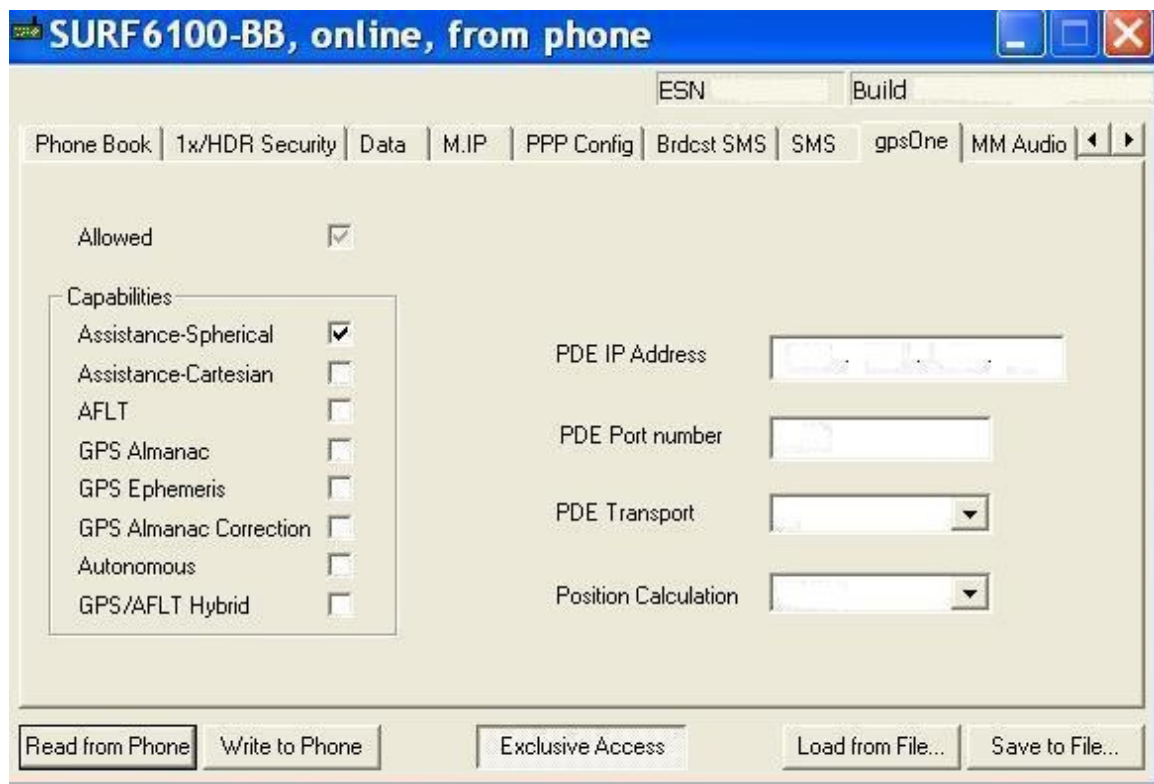 SURF6100-BB, online, from phone
ESN Build
Phone Book 1x/HDR Security Data M.IP PPP Config Brdcst SMS SMS gpsOne MM Audio
Allowed
Capabilities
Assistance-Spherical
Assistance-Cartesian
AFLT
GPS Almanac
GPS Ephemeris
GPS Almanac Correction
Autonomous
GPS/AFLT Hybrid
PDE IP Address
PDE Port number
PDE Transport
Position Calculation
Read from Phone Write to Phone Exclusive Access Load from File... Save to File...